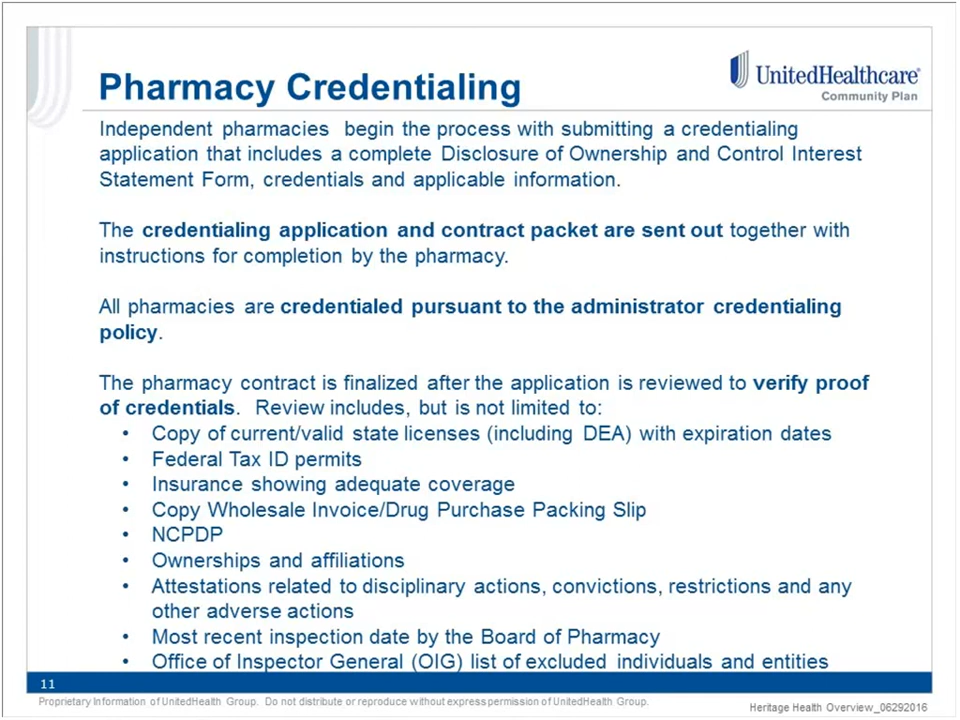 Pharmacy Credentialing
UnitedHealthcare®
Community Plan
Independent pharmacies begin the process with submitting a credentialing
application that includes a complete Disclosure of Ownership and Control Interest
Statement Form, credentials and applicable information.
The credentialing application and contract packet are sent out together with
instructions for completion by the pharmacy.
All pharmacies are credentialed pursuant to the administrator credentialing
policy.
The pharmacy contract is finalized after the application is reviewed to verify proof
of credentials. Review includes, but is not limited to:
• Copy of current/valid state licenses (including DEA) with expiration dates
• Federal Tax ID permits
• Insurance showing adequate coverage
• Copy Wholesale Invoice/Drug Purchase Packing Slip
• NCPDP
• Ownerships and affiliations
• Attestations related to disciplinary actions, convictions, restrictions and any
other adverse actions
• Most recent inspection date by the Board of Pharmacy
• Office of Inspector General (OIG) list of excluded individuals and entities
11
Proprietary Information of UnitedHealth Group. Do not distribute or reproduce without express permission of UnitedHealth Group.
Heritage Health Overview_06292016